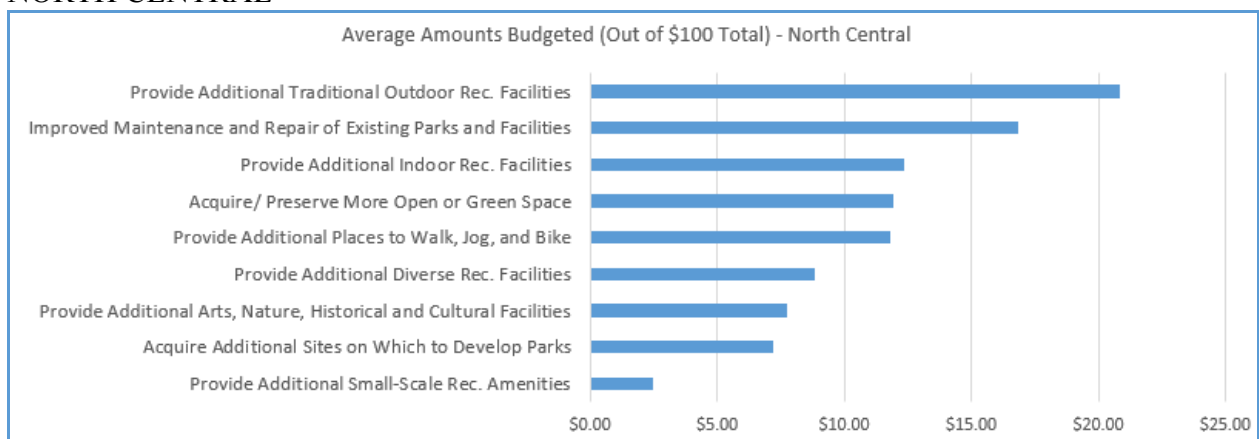 NORTH CENTRAL
Average Amounts Budgeted (Out of $100 Total) - North Central
Provide Additional Traditional Outdoor Rec. Facilities
Improved Maintenance and Repair of Existing Parks and Facilities
Provide Additional Indoor Rec. Facilities
Acquire/ Preserve More Open or Green Space
Provide Additional Places to Walk, Jog, and Bike
Provide Additional Diverse Rec. Facilities
Provide Additional Arts, Nature, Historical and Cultural Facilities
Acquire Additional Sites on Which to Develop Parks
Provide Additional Small-Scale Rec. Amenities
$0.00 $5.00 $10.00 $15.00 $20.00 $25.00